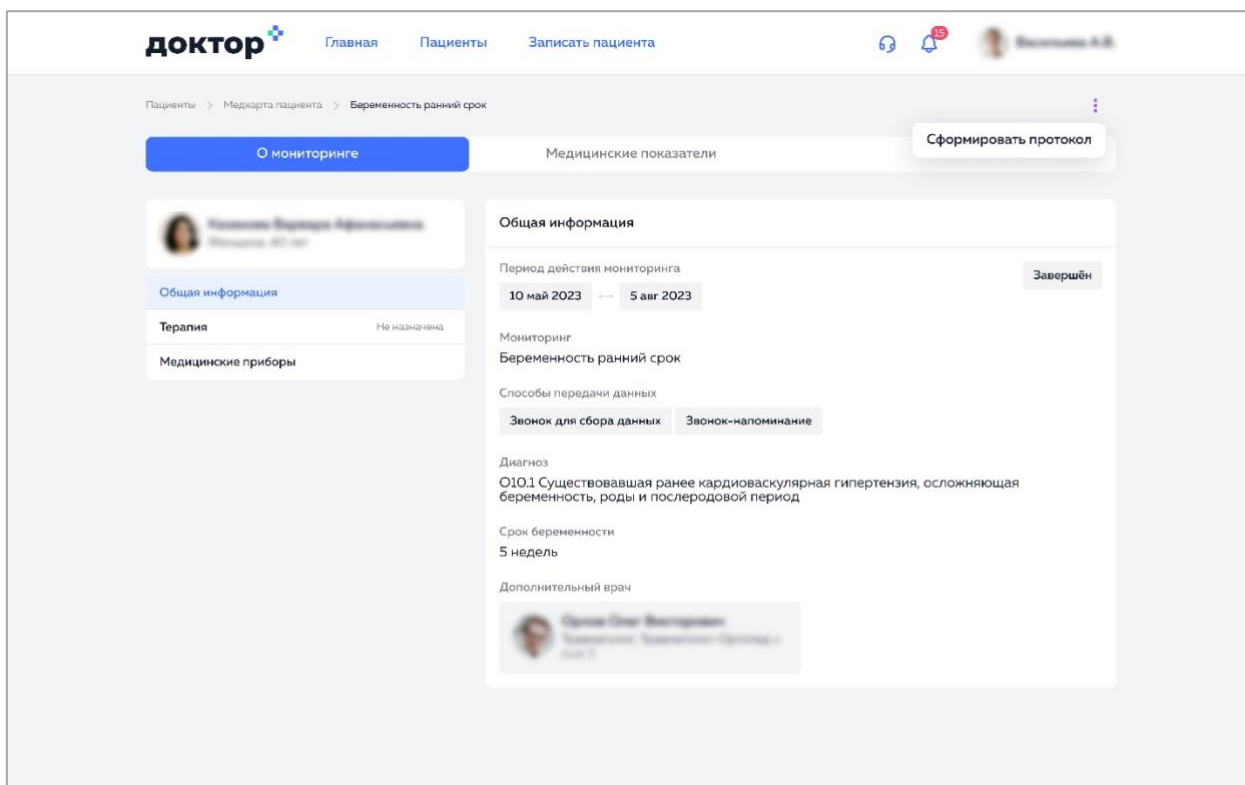 доктор
Главная
Пациенты
Записать пациента
15
Пациенты > Медкарта пациента > Беременность ранний срок
Сформировать протокол
О мониторинге
Медицинские показатели
Общая информация
Терапия
Не назначена
Медицинские приборы
Общая информация
Период действия мониторинга
Завершён
10 май 2023
5 авг 2023
Мониторинг
Беременность ранний срок
Способы передачи данных
Звонок для сбора данных
Звонок-напоминание
Диагноз
О10.1 Существовавшая ранее кардиоваскулярная гипертензия, осложняющая
беременность, роды и послеродовой период
Срок беременности
5 недель
Дополнительный врач